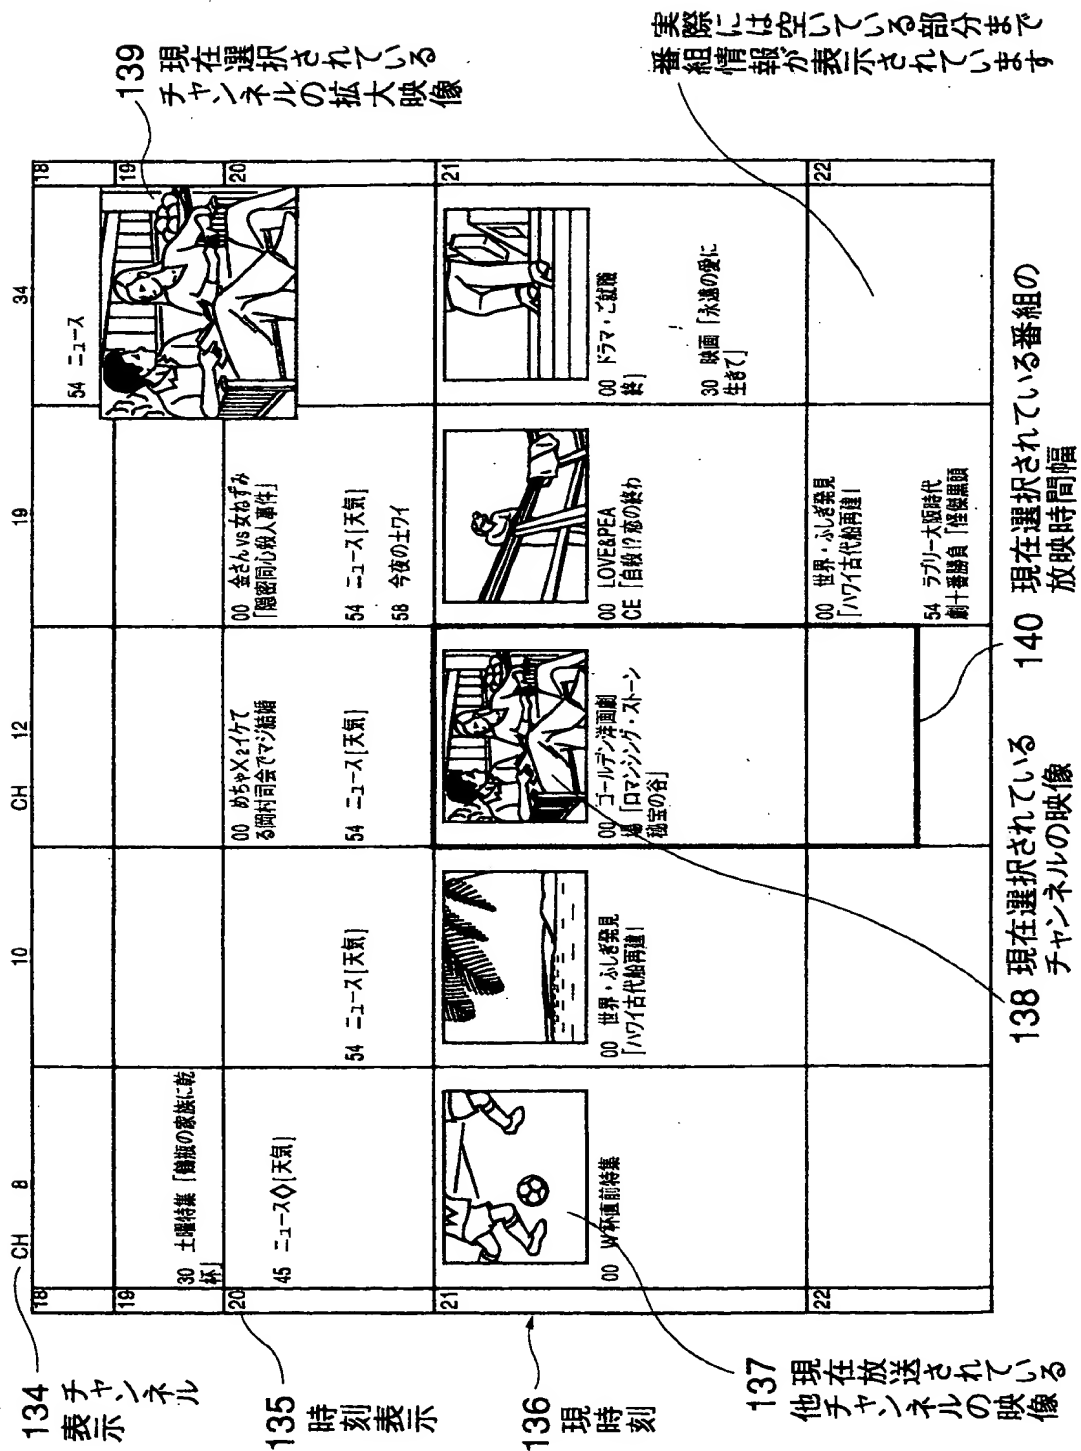 134 チャンネル
表示
135
時刻表示
136
現時刻
137
現在放送されている
他チャンネルの映像
138 現在選択されている
チャンネルの映像
139 現在選択されている
チャンネルの拡大映像
140 現在選択されている番組の
放映時間幅
実際には空いている部分まで
番組情報が表示されています
CH 8
10
CH 12
19
34
18
19
20
21
22
18
19
20
21
22
30 土曜特集「鶴瓶の家族に乾
杯」
45 ニュース◇[天気]
00 W杯直前特集
54 ニュース[天気]
00 世界・ふしぎ発見
「ハワイ古代船再建!
00 めちゃX2イケて
る岡村司会でマジ結婚
54 ニュース[天気]
00 ゴールデン洋画劇
場「ロマンシング・ストーン
秘宝の谷」
00 金さんvs女ねずみ
「隠密同心殺人事件」
54 ニュース[天気]
58 今夜の土ワイ
00 LOVE&PEA
CE「自殺!?恋の終わ
00 世界・ふしぎ発見
「ハワイ古代船再建!
54 ラブリー大阪時代
劇十番勝負「怪傑黒頭
54 ニュース
00 ドラマ・ご就職
終]
30 映画「永遠の愛に
生きて」